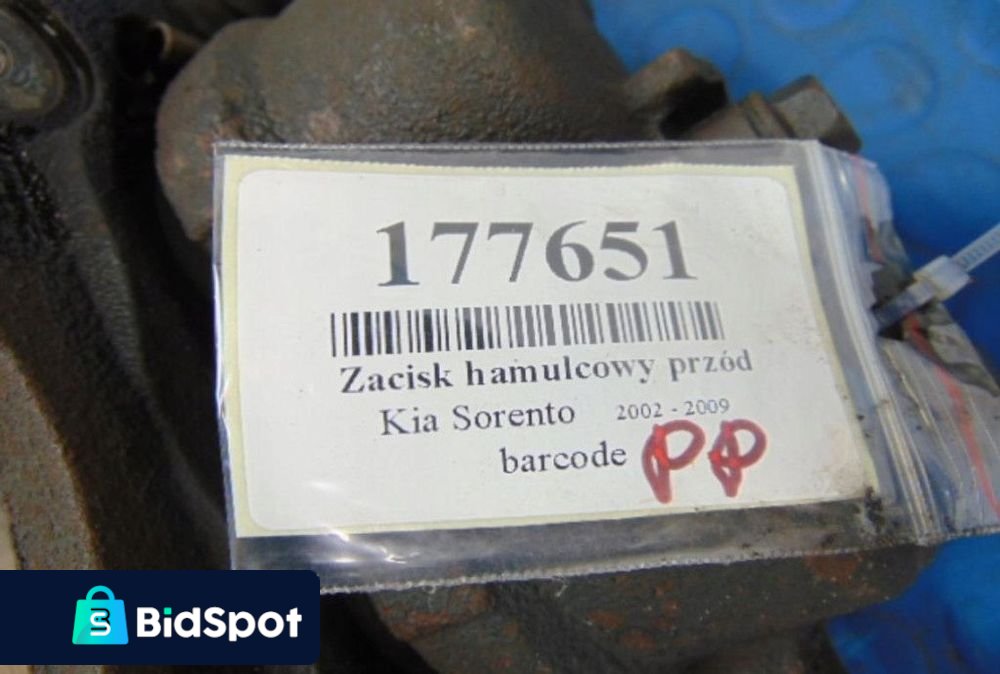 177651
Zacisk hamulcowy przód
Kia Sorento 2002 - 2009
barcode PP
BidSpot